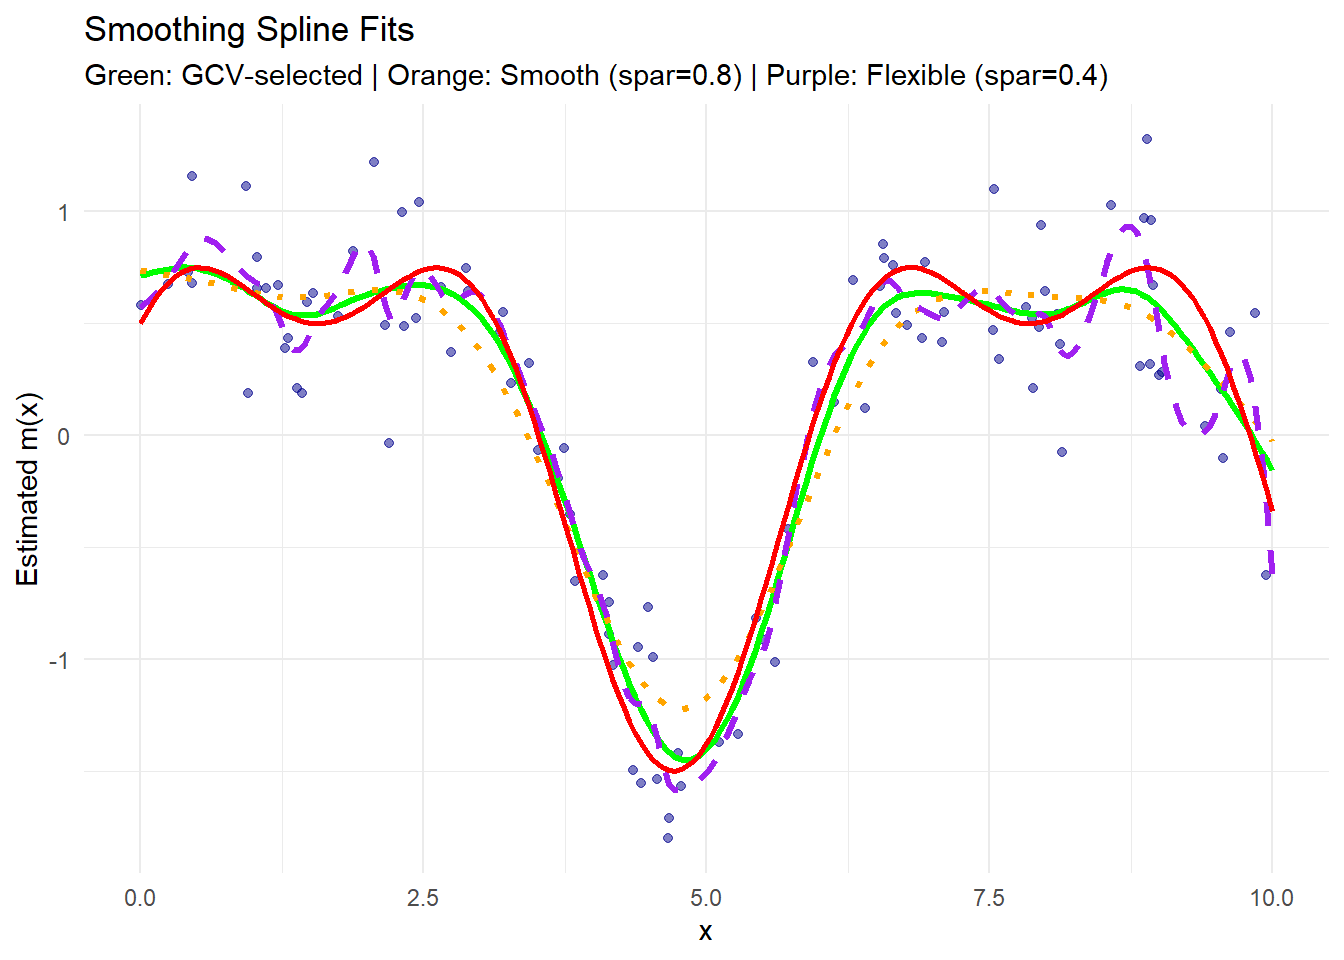 Smoothing Spline Fits
Green: GCV-selected | Orange: Smooth (spar=0.8) | Purple: Flexible (spar=0.4)
Estimated m(x)
1
0
-1
0.0 2.5 5.0 7.5 10.0
x